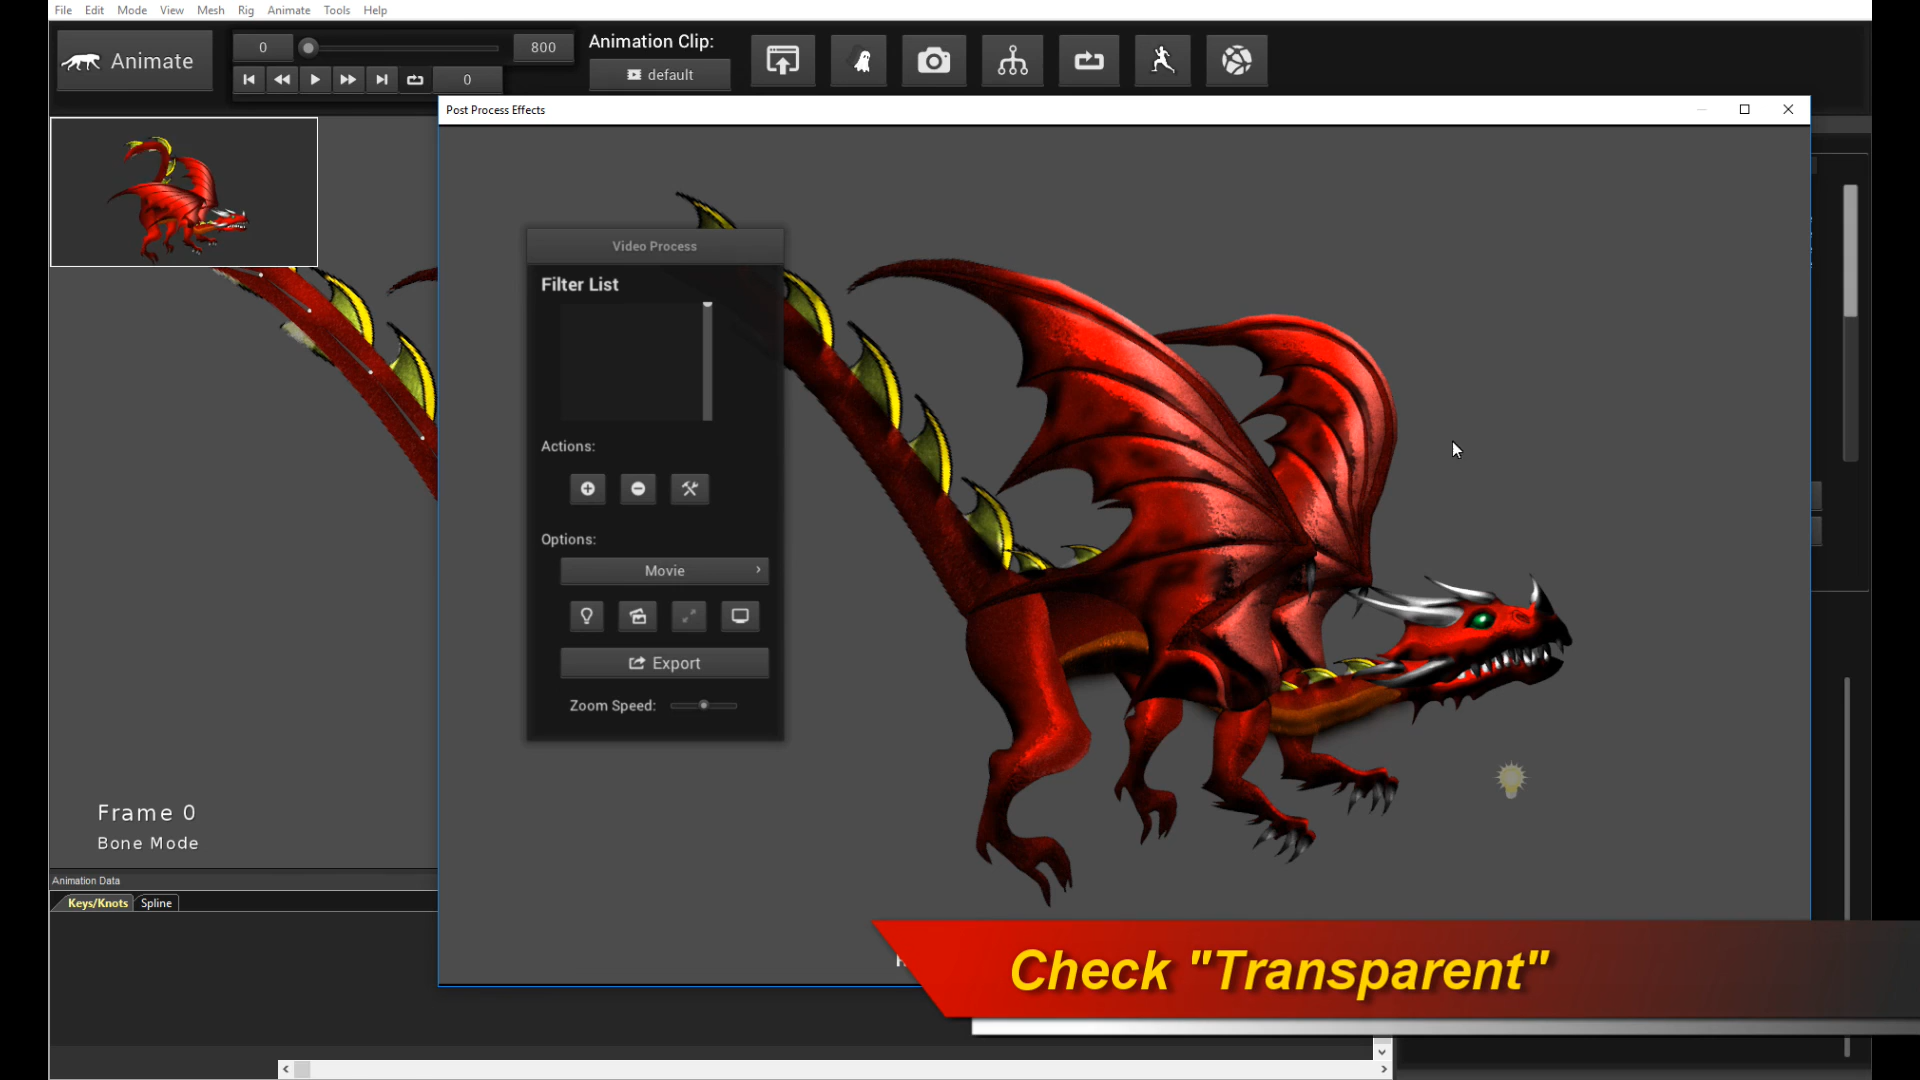 File Edit Mode View Mesh Rig Animate Tools Help
Animate
0
800
0
Animation Clip:
default
Post Process Effects
Video Process
Filter List
Actions:
Options:
Movie
Export
Zoom Speed:
Frame 0
Bone Mode
Animation Data
Keys/Knots Spline
Check "Transparent"